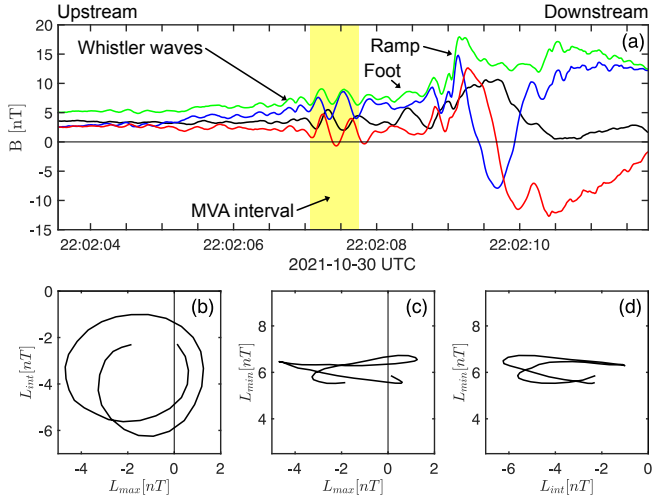 Upstream Downstream
20
(a)
Whistler waves Ramp
15
Foot
10
B [nT]
5
0
-5
MVA interval
-10
-15
22:02:04 22:02:06 22:02:08 22:02:10
2021-10-30 UTC
0 (b) (c) (d)
8 8
-2
L_int[nT] L_min[nT] L_min[nT]
6 6
-4
4 4
-6
-4 -2 0 2 -4 -2 0 -6 -4 -2 0
L_max[nT] L_max[nT] L_int[nT]